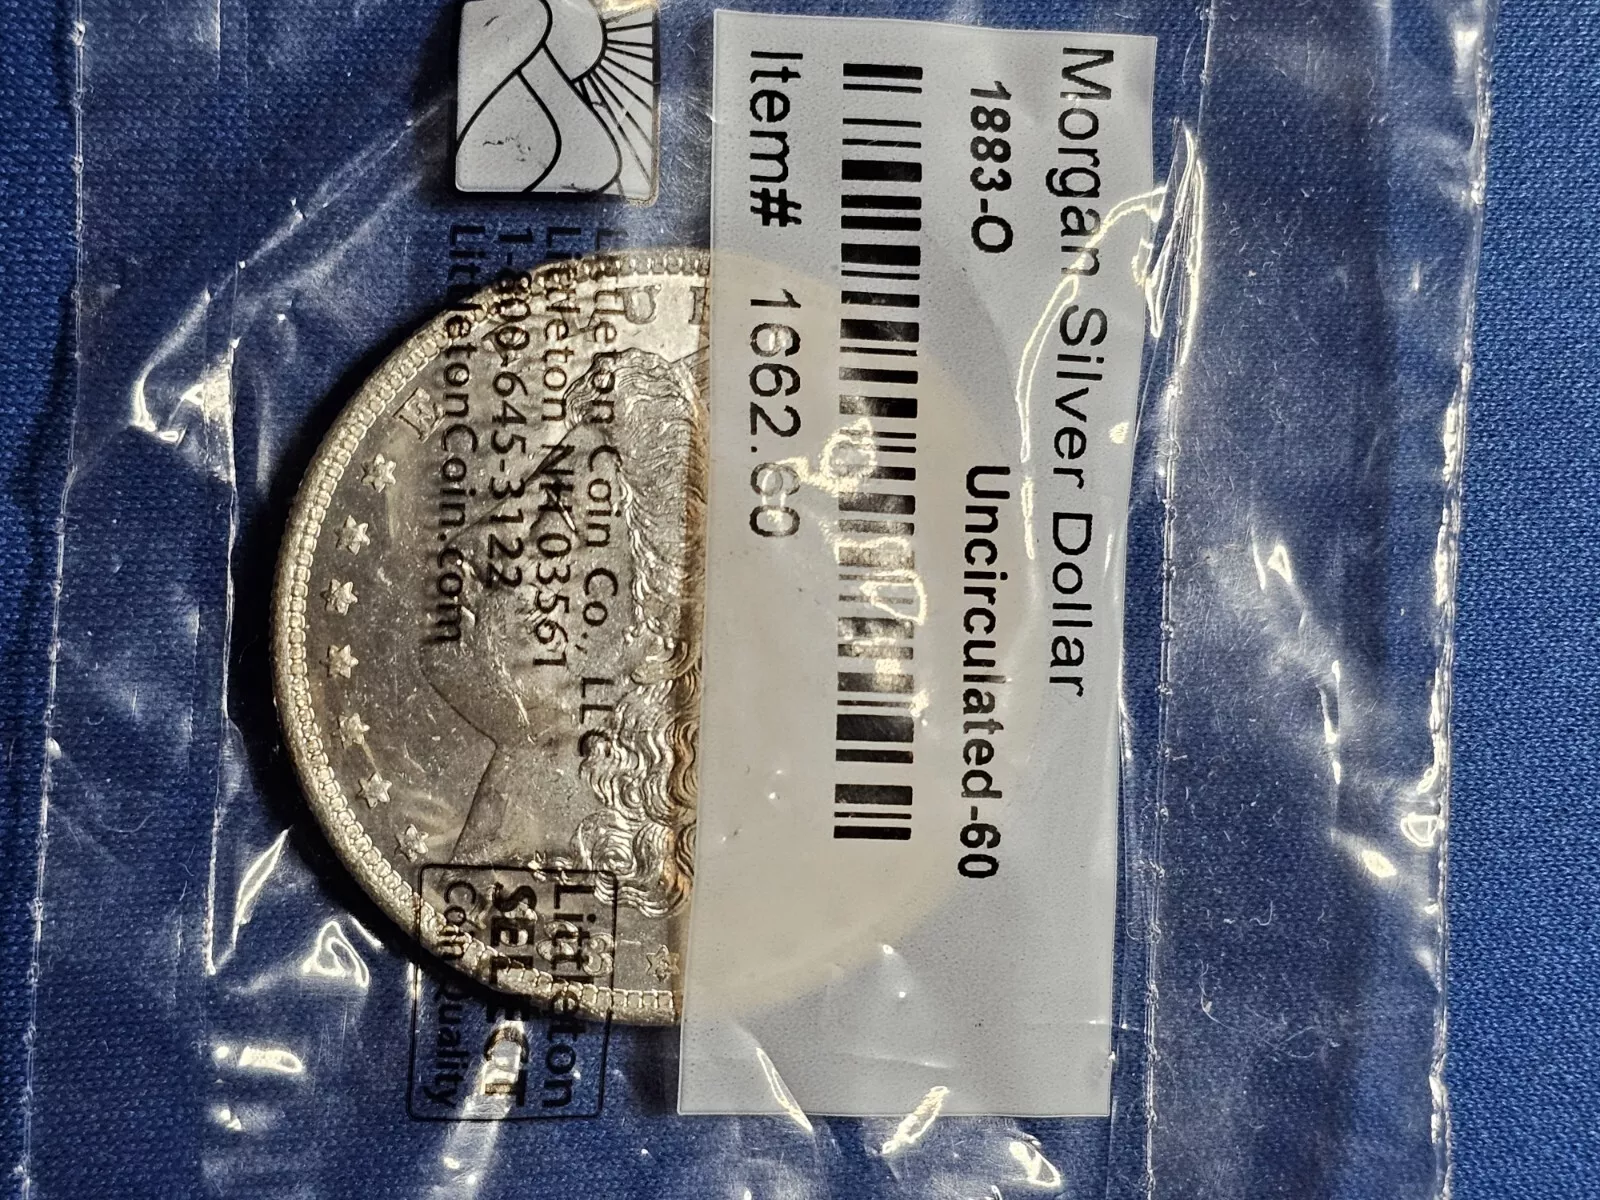 Morgan Silver Dollar
1883-O Uncirculated-60
Item# 1662.60
Littleton Coin Co., LLC
Littleton NH 03561
1-800-645-3122
LittletonCoin.com
Littleton
SELECT
Coin Quality